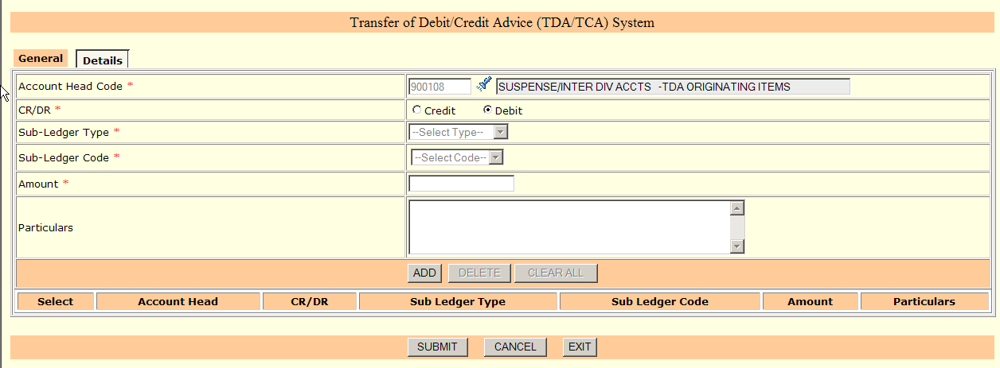 Transfer of Debit/Credit Advice (TDA/TCA) System
General Details
Account Head Code * 900108 SUSPENSE/INTER DIV ACCTS -TDA ORIGINATING ITEMS
CR/DR * Credit Debit
Sub-Ledger Type * --Select Type--
Sub-Ledger Code * --Select Code--
Amount *
Particulars
ADD DELETE CLEAR ALL
Select Account Head CR/DR Sub Ledger Type Sub Ledger Code Amount Particulars
SUBMIT CANCEL EXIT